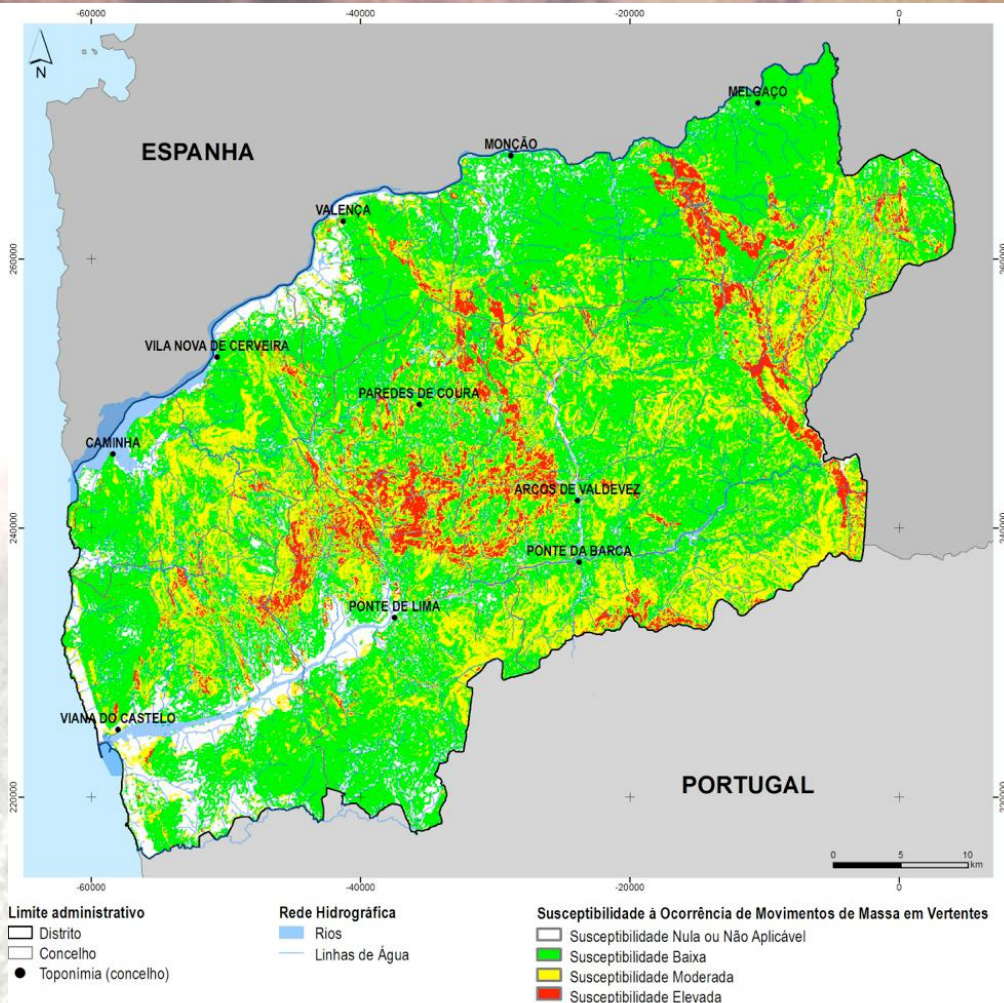 -60000 -40000 -20000 0
N
MELGAÇO
ESPANHA
MONÇÃO
VALENÇA
260000 260000
VILA NOVA DE CERVEIRA
PAREDES DE COURA
CAMINHA
ARCOS DE VALDEVEZ
240000 240000
PONTE DA BARCA
PONTE DE LIMA
VIANA DO CASTELO
PORTUGAL
220000 220000
0 5 10
km
-60000 -40000 -20000 0
Limite administrativo
Distrito
Concelho
Toponímia (concelho)
Rede Hidrográfica
Rios
Linhas de Água
Susceptibilidade à Ocorrência de Movimentos de Massa em Vertentes
Susceptibilidade Nula ou Não Aplicável
Susceptibilidade Baixa
Susceptibilidade Moderada
Susceptibilidade Elevada